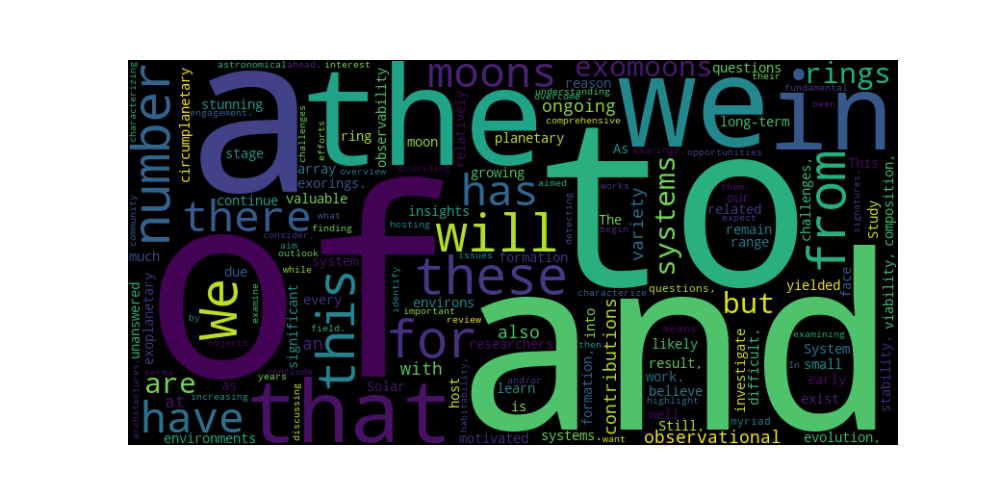 astronomical
ahead.
interest
moons
exomoons
questions
their
rings
characterizing
number
circumplanetary
stunning
engagement.
stage
a
the
challenges
efforts
observability
relatively
understanding
overcome
ongoing
comprehensive
planetary
we
in
long-term
fundamental
been
reason
array
overview
ring
moon
providing
growing
has
exorings.
opportunities
As
This
to
from
challenges,
signatures.
continue
valuable
exorings.
insights
hosting
there
community
what
finding
will
aimed
detecting
works
begin
The
variety
systems
our
related
them.
expect
remain
range
study
much
consider,
aim
outlook
while
system
issues
formation
these
environs
characterize
questions,
yielded
face
viability,
composition,
unanswered
exoplanetary
due
by
of
We
examine
objects
significant
this
field.
every
an
identify
important
review
for
also
researchers
into
contributions
but
means
likely
result,
work.
believe
highlight
investigate
difficult,
examining
System
In
small
early
exist
are
at
as
terms
years
conclude
Solar
with
host
habitability,
learn
and/or
is
then
formation,
and
well
Still,
myriad
stability,
architectures
have
increasing
environments
discussing
that
motivated
systems.
want
observational
evolution,